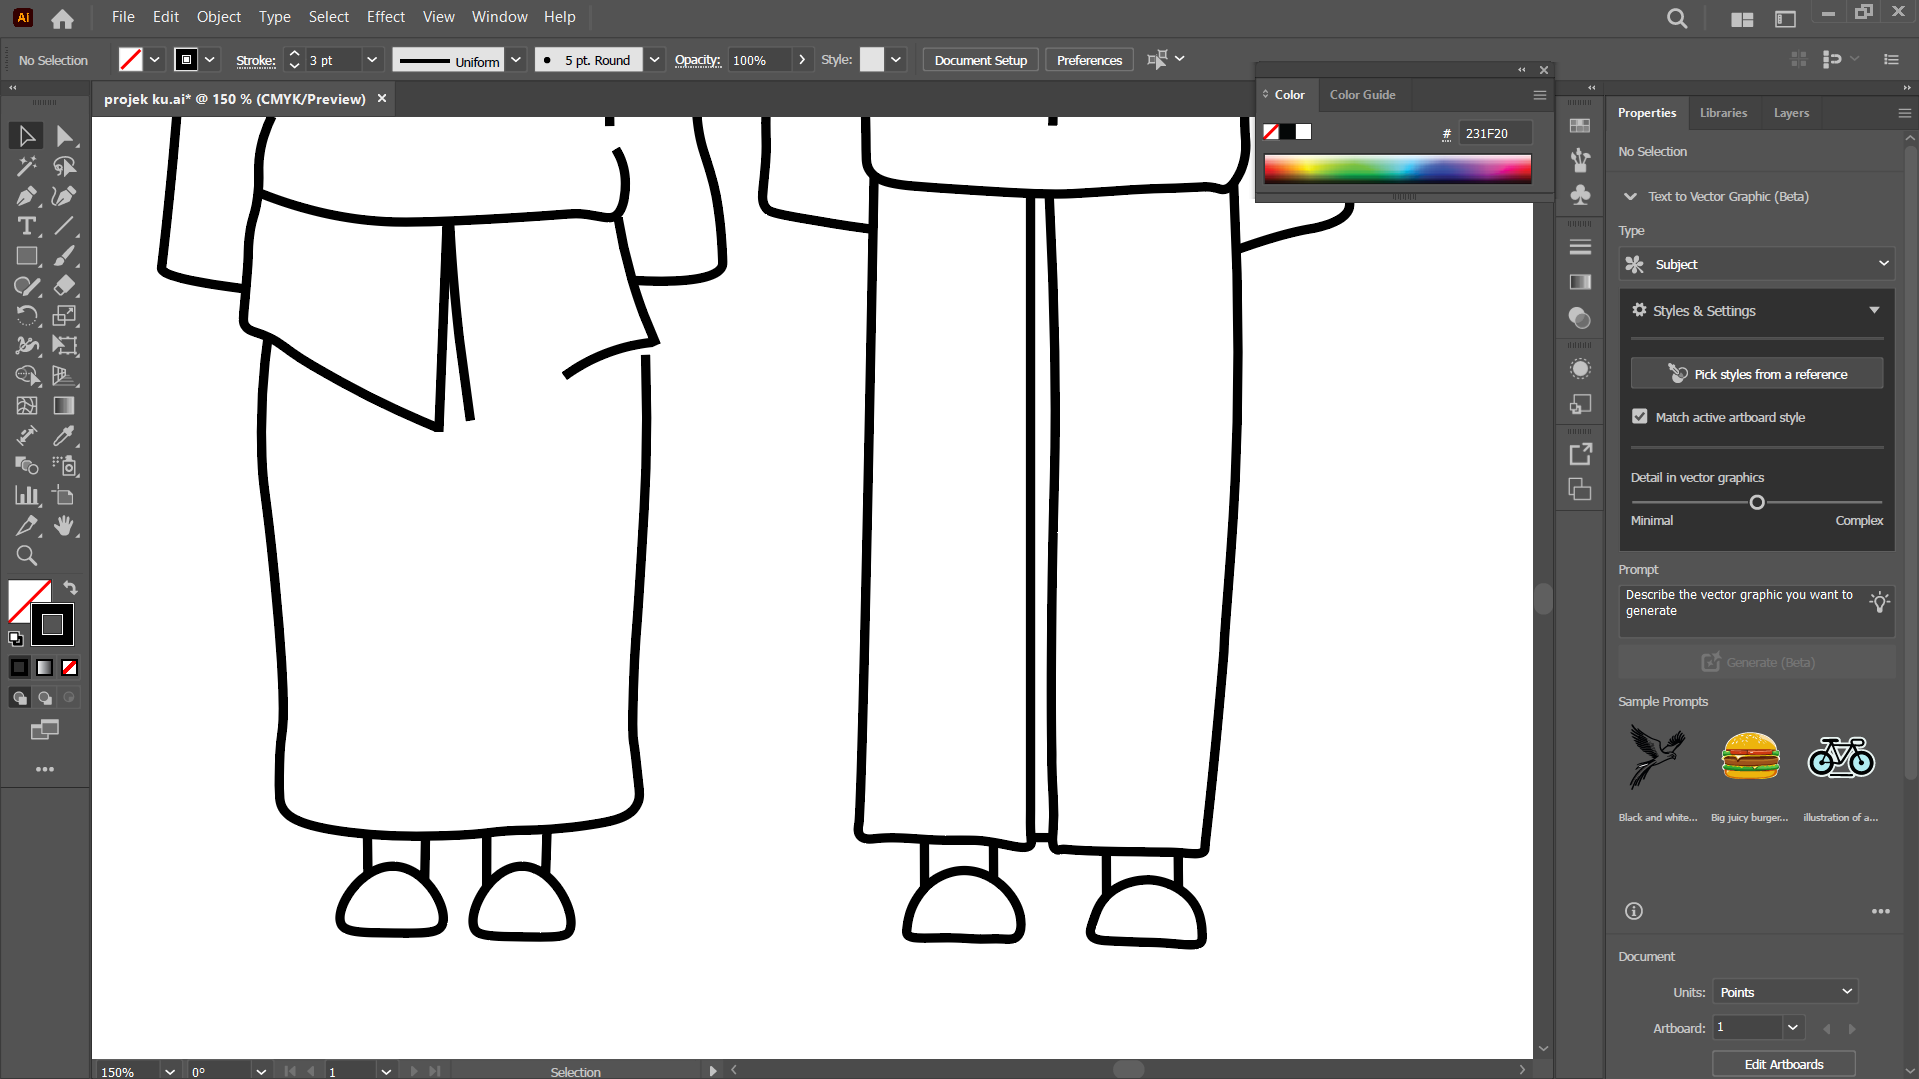 Ai File Edit Object Type Select Effect View Window Help
No Selection Stroke: 3 pt Uniform 5 pt. Round Opacity: 100% Style: Document Setup Preferences
projek ku.ai* @ 150 % (CMYK/Preview)
Color Color Guide
# 231F20
Properties Libraries Layers
No Selection
Text to Vector Graphic (Beta)
Type
Subject
Styles & Settings
Pick styles from a reference
Match active artboard style
Detail in vector graphics
Minimal Complex
Prompt
Describe the vector graphic you want to
generate
Generate (Beta)
Sample Prompts
Black and white... Big juicy burger... illustration of a...
Document
Units: Points
Artboard: 1
Edit Artboards
150% 0° 1 Selection